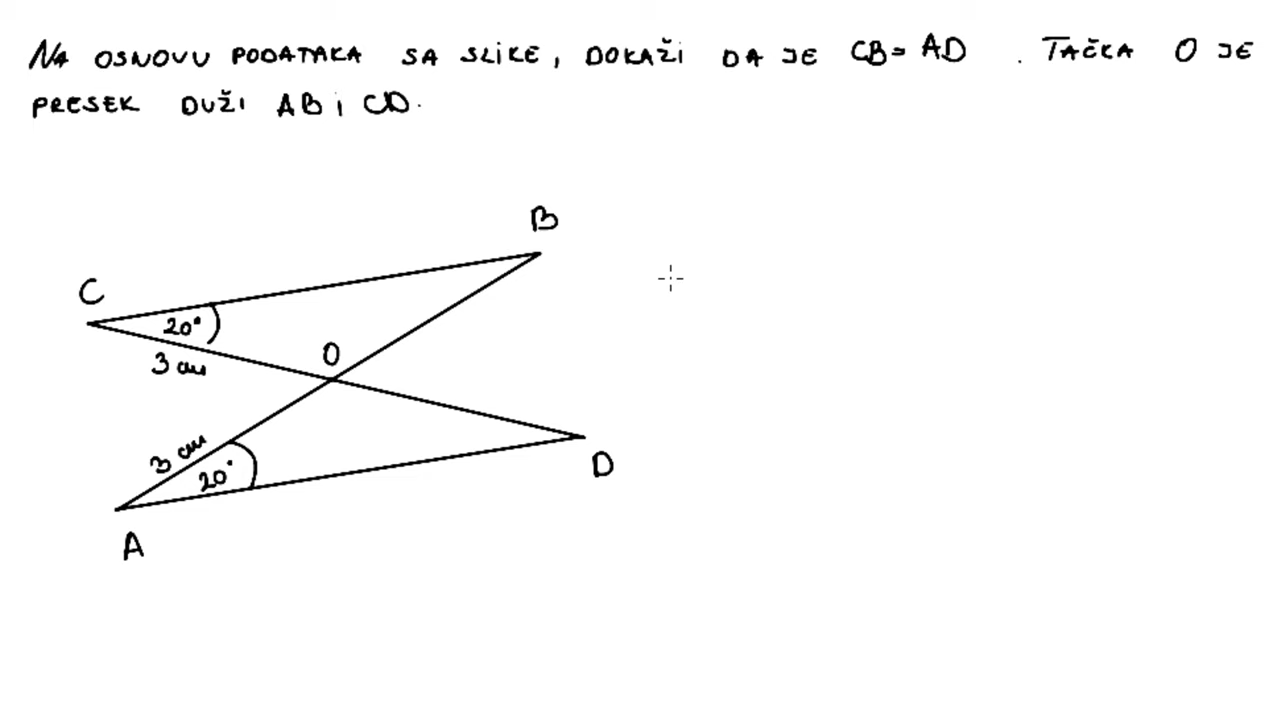 NA OSNOVU PODATAKA SA SLIKE, DOKAŽI DA JE CB=AD. TAČKA O JE
PRESEK DUŽI AB i CD.
B
C
20°
O
3 cm
3 cm
20°
D
A